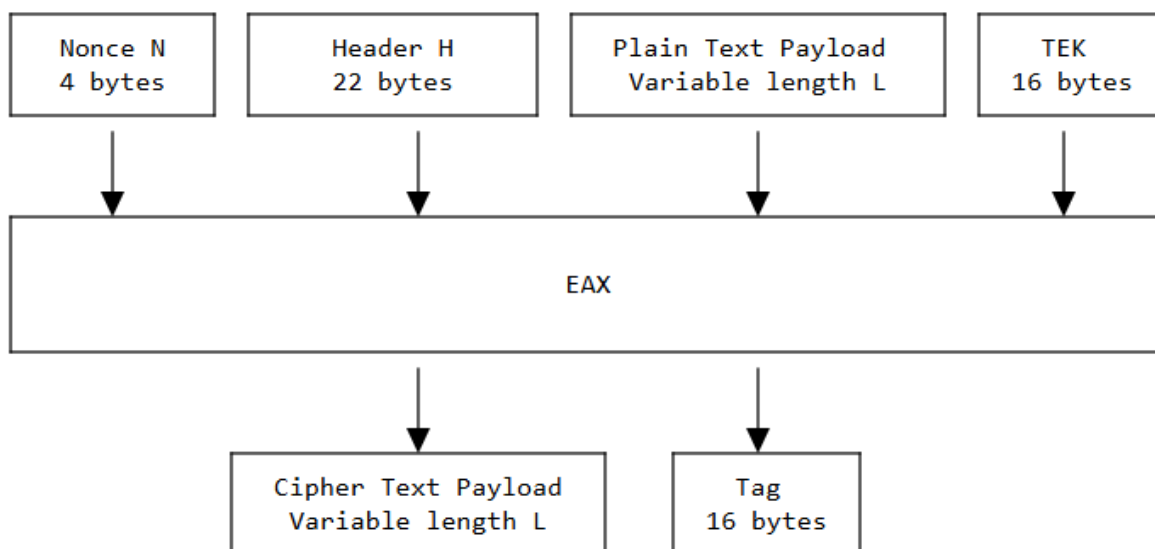 Nonce N
4 bytes
Header H
22 bytes
Plain Text Payload
Variable length L
TEK
16 bytes
EAX
Cipher Text Payload
Variable length L
Tag
16 bytes